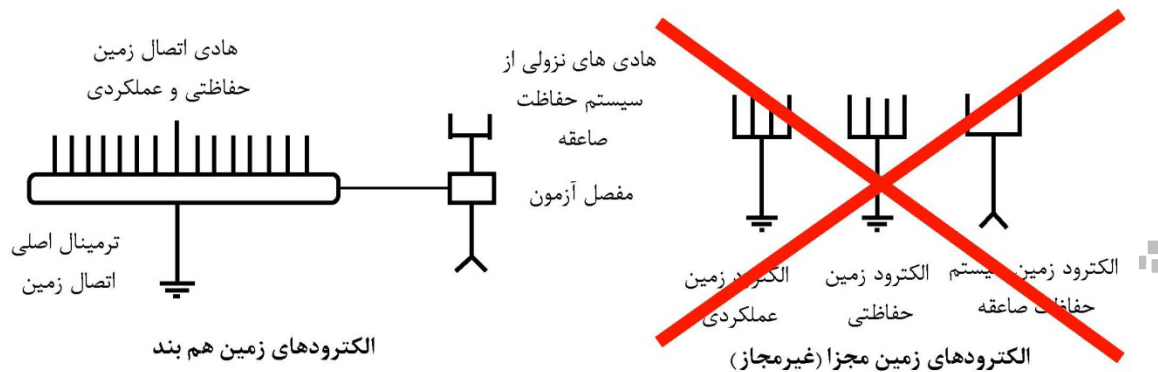 هادی اتصال زمین
حفاظتی و عملکردی
هادی های نزولی از
سیستم حفاظت
صاعقه
مفصل آزمون
ترمینال اصلی
اتصال زمین
الکترودهای زمین هم بند
الکترود زمین سیستم
حفاظت صاعقه
الکترود زمین
حفاظتی
الکترود زمین
عملکردی
الکترودهای زمین مجزا (غیرمجاز)